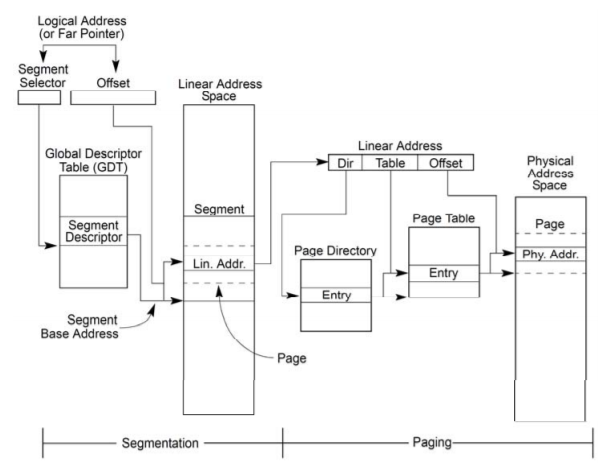 Logical Address
(or Far Pointer)
Segment
Selector
Offset
Linear Address
Space
Global Descriptor
Table (GDT)
Segment
Descriptor
Segment
Base Address
Segment
Lin. Addr.
Page
Linear Address
Dir
Table
Offset
Page Directory
Entry
Page Table
Entry
Physical
Address
Space
Page
Phy. Addr.
Segmentation
Paging